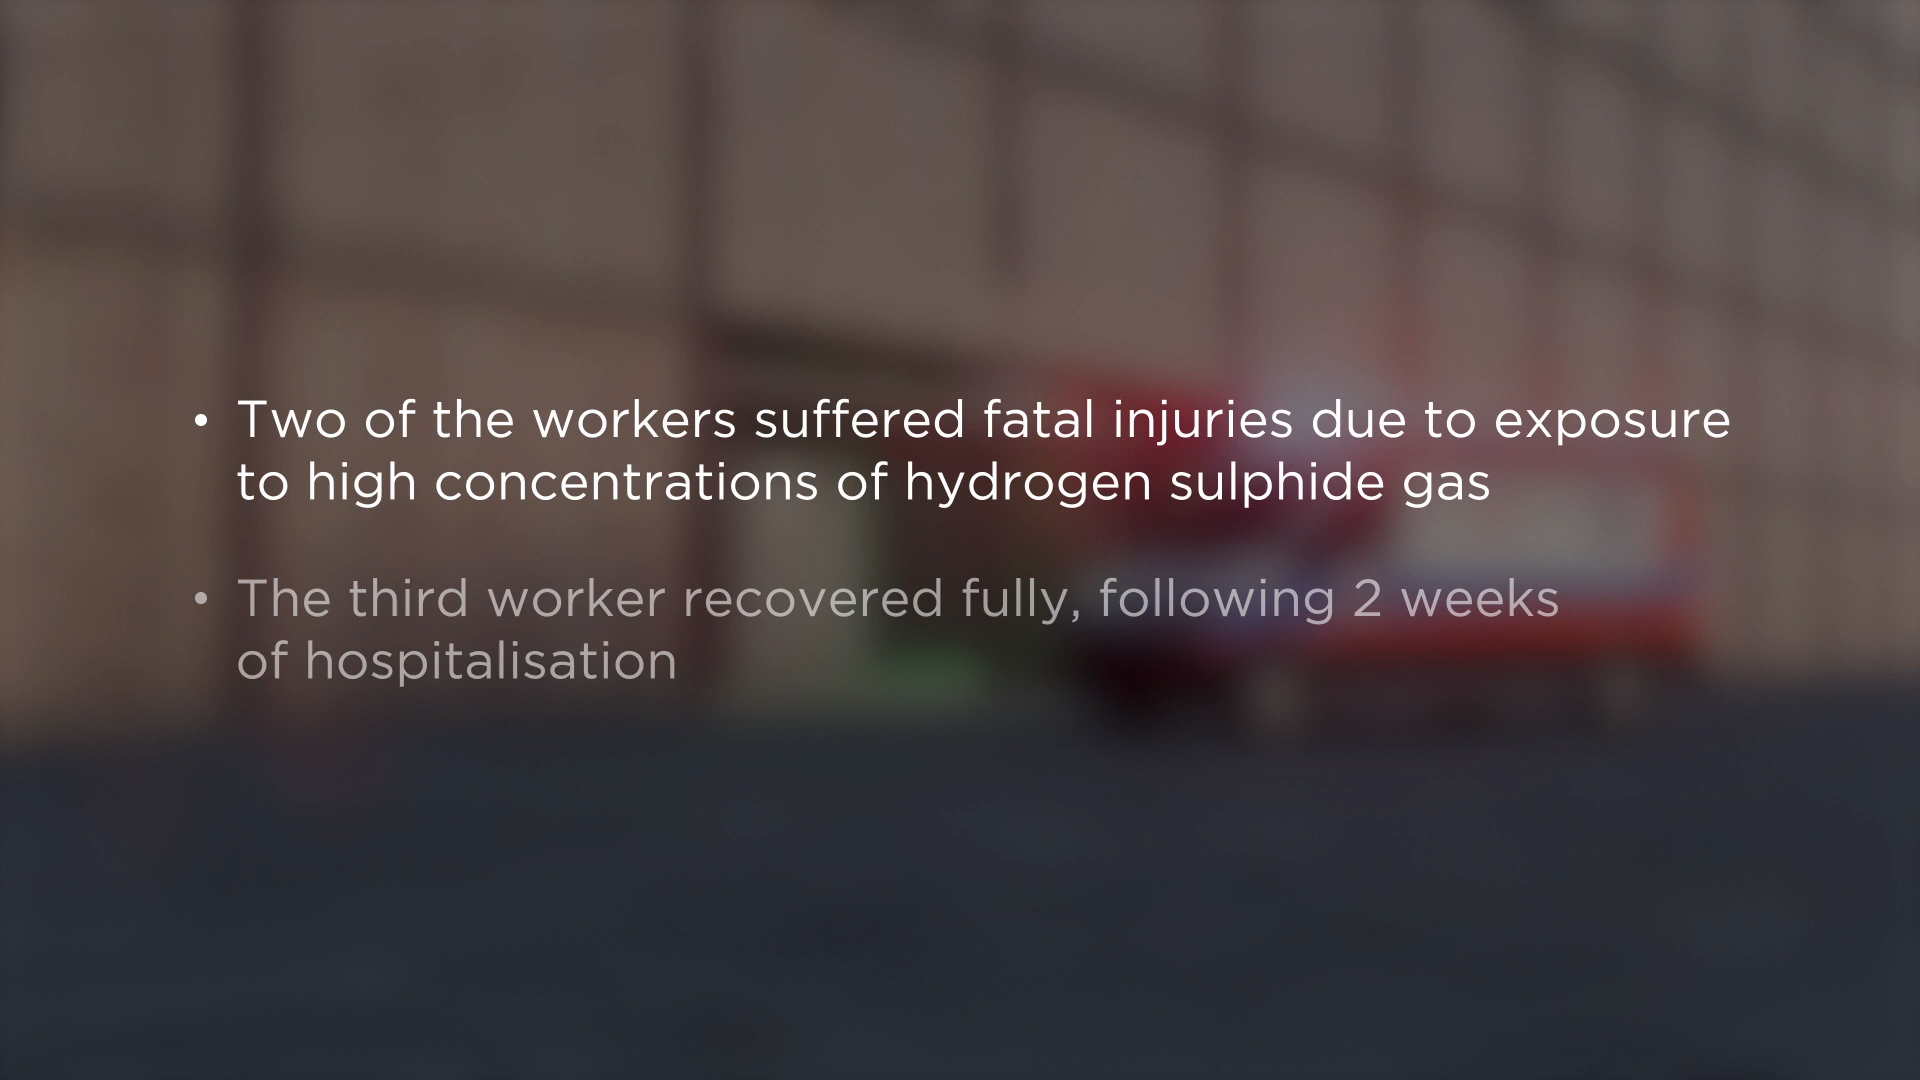 • Two of the workers suffered fatal injuries due to exposure
to high concentrations of hydrogen sulphide gas
• The third worker recovered fully, following 2 weeks
of hospitalisation